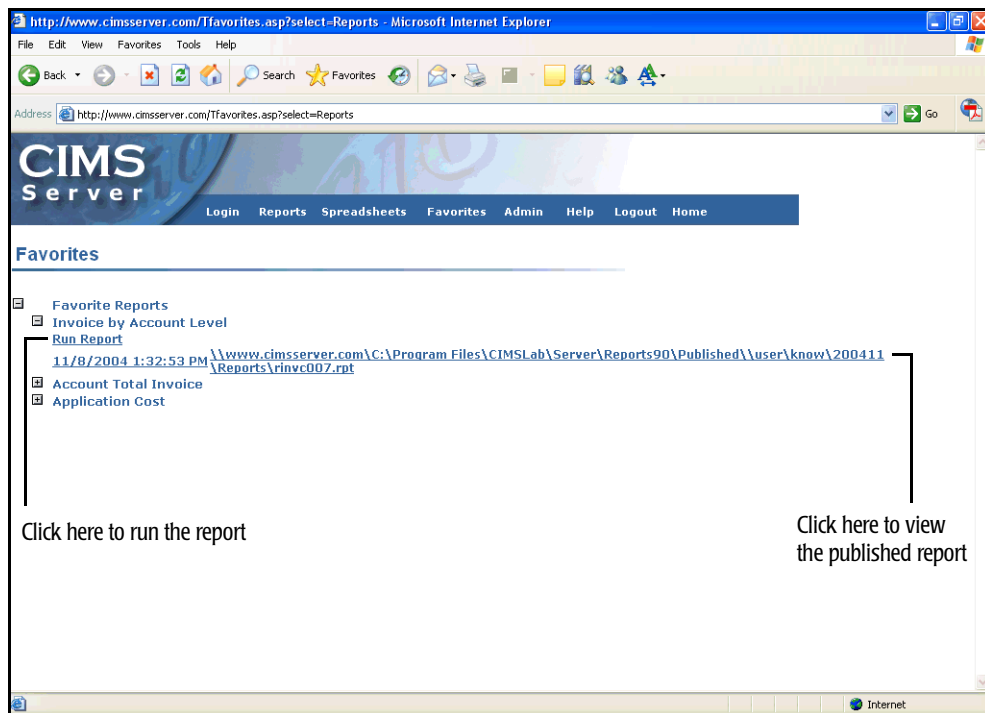 http://www.cimsserver.com/Tfavorites.asp?select=Reports - Microsoft Internet Explorer
File Edit View Favorites Tools Help
Back Search Favorites
Address http://www.cimsserver.com/Tfavorites.asp?select=Reports Go
CIMS
Server
Login Reports Spreadsheets Favorites Admin Help Logout Home
Favorites
Favorite Reports
Invoice by Account Level
Run Report
11/8/2004 1:32:53 PM \\www.cimsserver.com\C:\Program Files\CIMSLab\Server\Reports90\Published\\user\know\200411
\Reports\rinvc007.rpt
Account Total Invoice
Application Cost
Click here to run the report
Click here to view
the published report
Internet